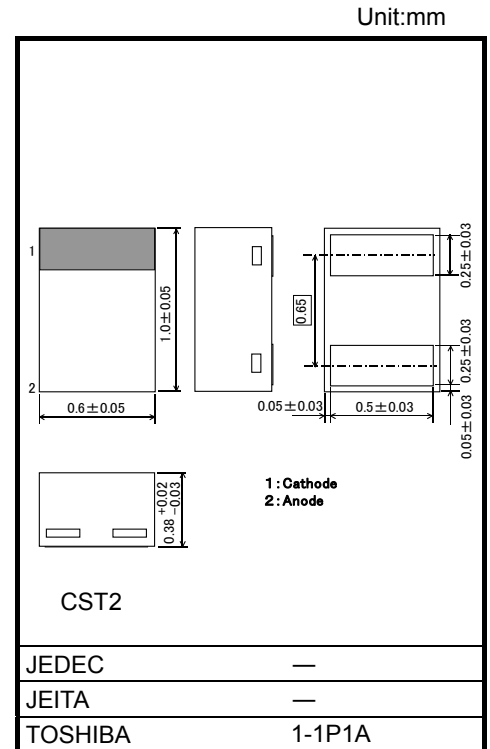 Unit:mm
1
2
1.0±0.05
0.6±0.05
0.65
0.25±0.03
0.25±0.03
0.05±0.03
0.05±0.03
0.5±0.03
0.38 +0.02 -0.03
1: Cathode
2: Anode
CST2
JEDEC —
JEITA —
TOSHIBA 1-1P1A